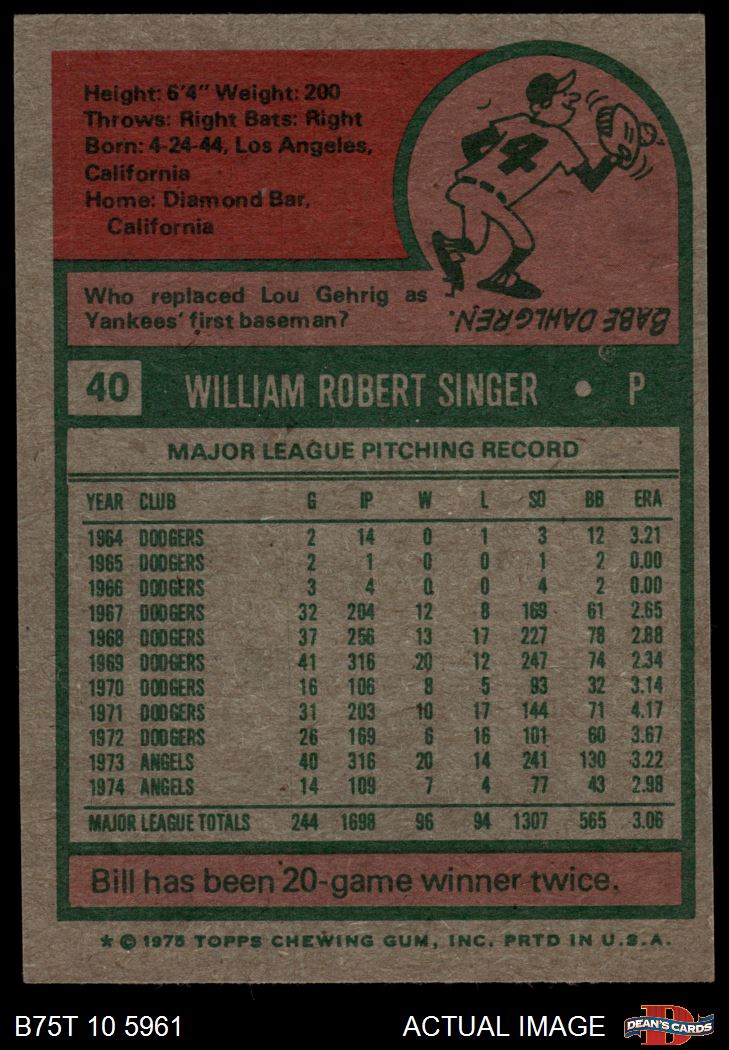 Height: 6'4" Weight: 200
Throws: Right Bats: Right
Born: 4-24-44, Los Angeles,
California
Home: Diamond Bar,
California
4
Who replaced Lou Gehrig as
Yankees' first baseman?
BABE DAHLGREN.
40 WILLIAM ROBERT SINGER • P
MAJOR LEAGUE PITCHING RECORD
YEAR CLUB G IP W L SO BB ERA
1964 DODGERS 2 14 0 1 3 12 3.21
1965 DODGERS 2 1 0 0 1 2 0.00
1966 DODGERS 3 4 0 0 4 2 0.00
1967 DODGERS 32 204 12 8 169 61 2.65
1968 DODGERS 37 256 13 17 227 78 2.88
1969 DODGERS 41 316 20 12 247 74 2.34
1970 DODGERS 16 106 8 5 93 32 3.14
1971 DODGERS 31 203 10 17 144 71 4.17
1972 DODGERS 26 169 6 16 101 60 3.67
1973 ANGELS 40 316 20 14 241 130 3.22
1974 ANGELS 14 109 7 4 77 43 2.98
MAJOR LEAGUE TOTALS 244 1698 96 94 1307 565 3.06
Bill has been 20-game winner twice.
* © 1975 TOPPS CHEWING GUM, INC. PRTD IN U.S.A.
B75T 10 5961 ACTUAL IMAGE D DEAN'S CARDS